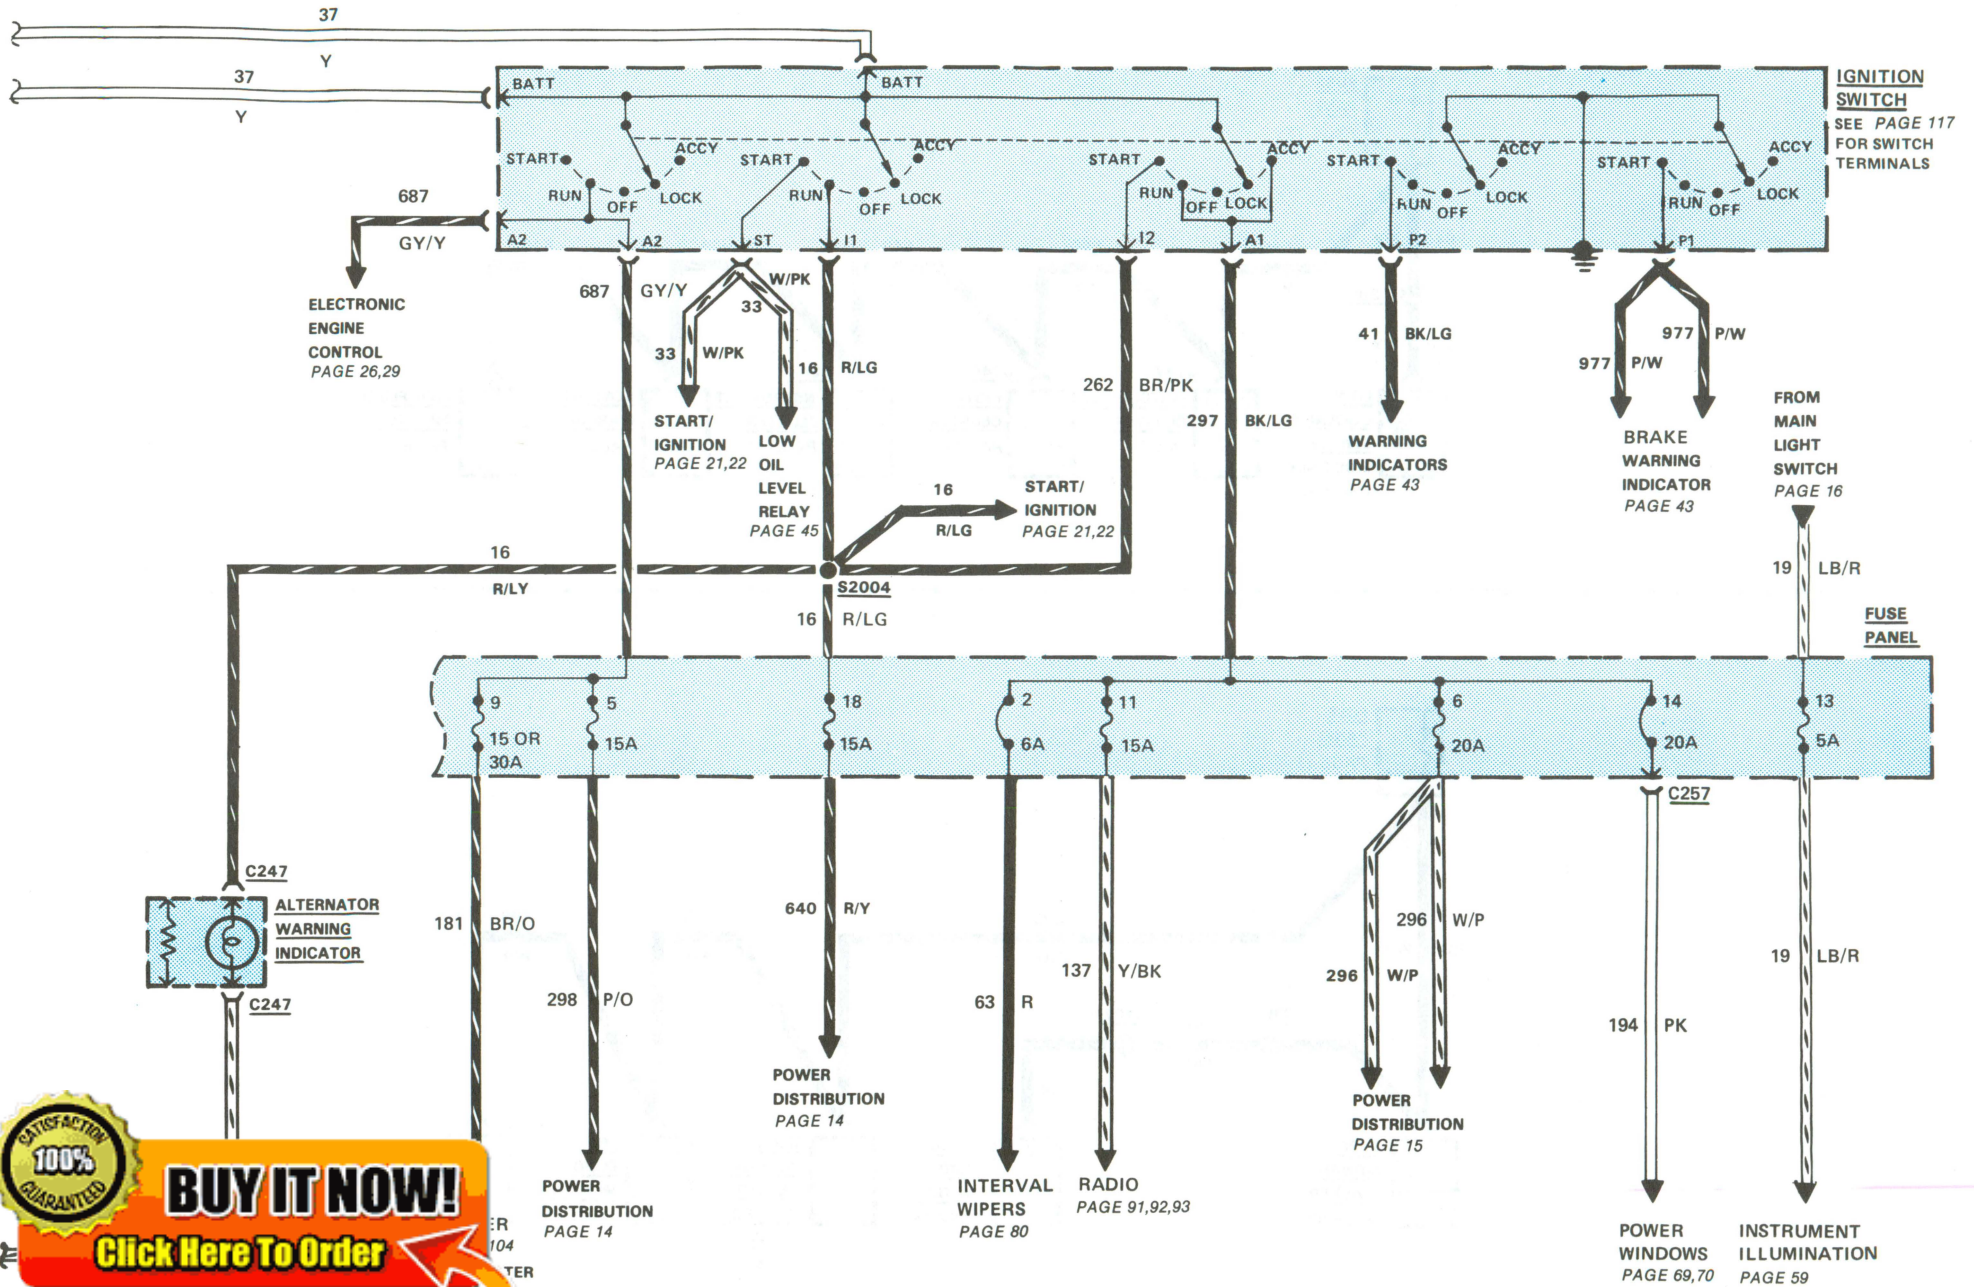 37
Y
37
Y
BATT
BATT
IGNITION
SWITCH
SEE PAGE 117
FOR SWITCH
TERMINALS
START
ACCY
RUN
OFF
LOCK
START
ACCY
RUN
OFF
LOCK
START
ACCY
RUN
OFF
LOCK
START
ACCY
RUN
OFF
LOCK
START
ACCY
RUN
OFF
LOCK
A2
A2
ST
I1
I2
A1
P2
P1
687
GY/Y
ELECTRONIC
ENGINE
CONTROL
PAGE 26,29
687
GY/Y
W/PK
33
33
W/PK
16
R/LG
START/
IGNITION
PAGE 21,22
LOW
OIL
LEVEL
RELAY
PAGE 45
262
BR/PK
297
BK/LG
41
BK/LG
WARNING
INDICATORS
PAGE 43
977
P/W
977
P/W
BRAKE
WARNING
INDICATOR
PAGE 43
FROM
MAIN
LIGHT
SWITCH
PAGE 16
16
R/LG
START/
IGNITION
PAGE 21,22
16
R/LY
S2004
16
R/LG
19
LB/R
FUSE
PANEL
9
15 OR
30A
5
15A
18
15A
2
6A
11
15A
6
20A
14
20A
13
5A
C257
C247
ALTERNATOR
WARNING
INDICATOR
C247
181
BR/O
298
P/O
640
R/Y
63
R
137
Y/BK
296
W/P
296
W/P
194
PK
19
LB/R
POWER
DISTRIBUTION
PAGE 14
POWER
DISTRIBUTION
PAGE 14
INTERVAL
WIPERS
PAGE 80
RADIO
PAGE 91,92,93
POWER
DISTRIBUTION
PAGE 15
POWER
WINDOWS
PAGE 69,70
INSTRUMENT
ILLUMINATION
PAGE 59
SATISFACTION
100%
GUARANTEED
BUY IT NOW!
Click Here To Order
ER
104
TER